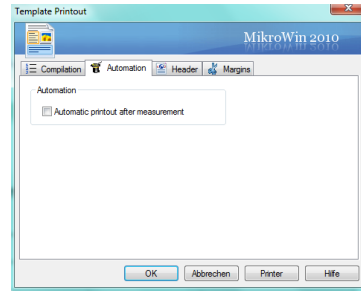 Template Printout
MikroWin 2010
Compilation Automation Header Margins
Automation
Automatic printout after measurement
OK Abbrechen Printer Hilfe